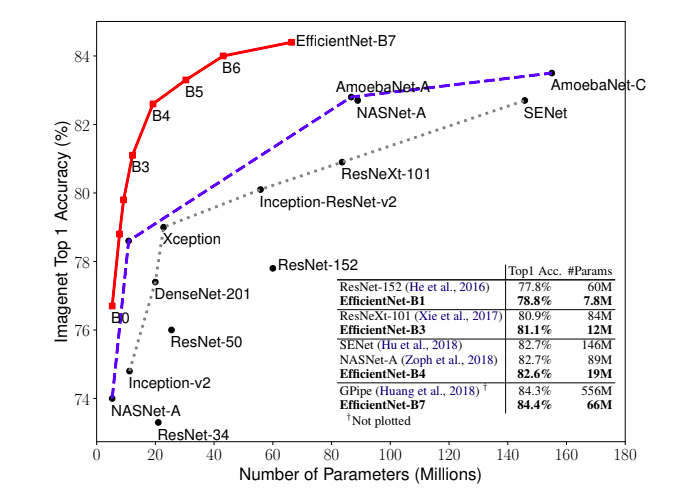 84
82
80
78
76
74
Imagenet Top 1 Accuracy (%)
EfficientNet-B7
B6
B5
B4
B3
B0
AmoebaNet-A
AmoebaNet-C
NASNet-A
SENet
ResNeXt-101
Inception-ResNet-v2
Xception
ResNet-152
DenseNet-201
ResNet-50
Inception-v2
NASNet-A
ResNet-34
Top1 Acc. #Params
ResNet-152 (He et al., 2016) 77.8% 60M
EfficientNet-B1 78.8% 7.8M
ResNeXt-101 (Xie et al., 2017) 80.9% 84M
EfficientNet-B3 81.1% 12M
SENet (Hu et al., 2018) 82.7% 146M
NASNet-A (Zoph et al., 2018) 82.7% 89M
EfficientNet-B4 82.6% 19M
GPipe (Huang et al., 2018) † 84.3% 556M
EfficientNet-B7 84.4% 66M
†Not plotted
0 20 40 60 80 100 120 140 160 180
Number of Parameters (Millions)